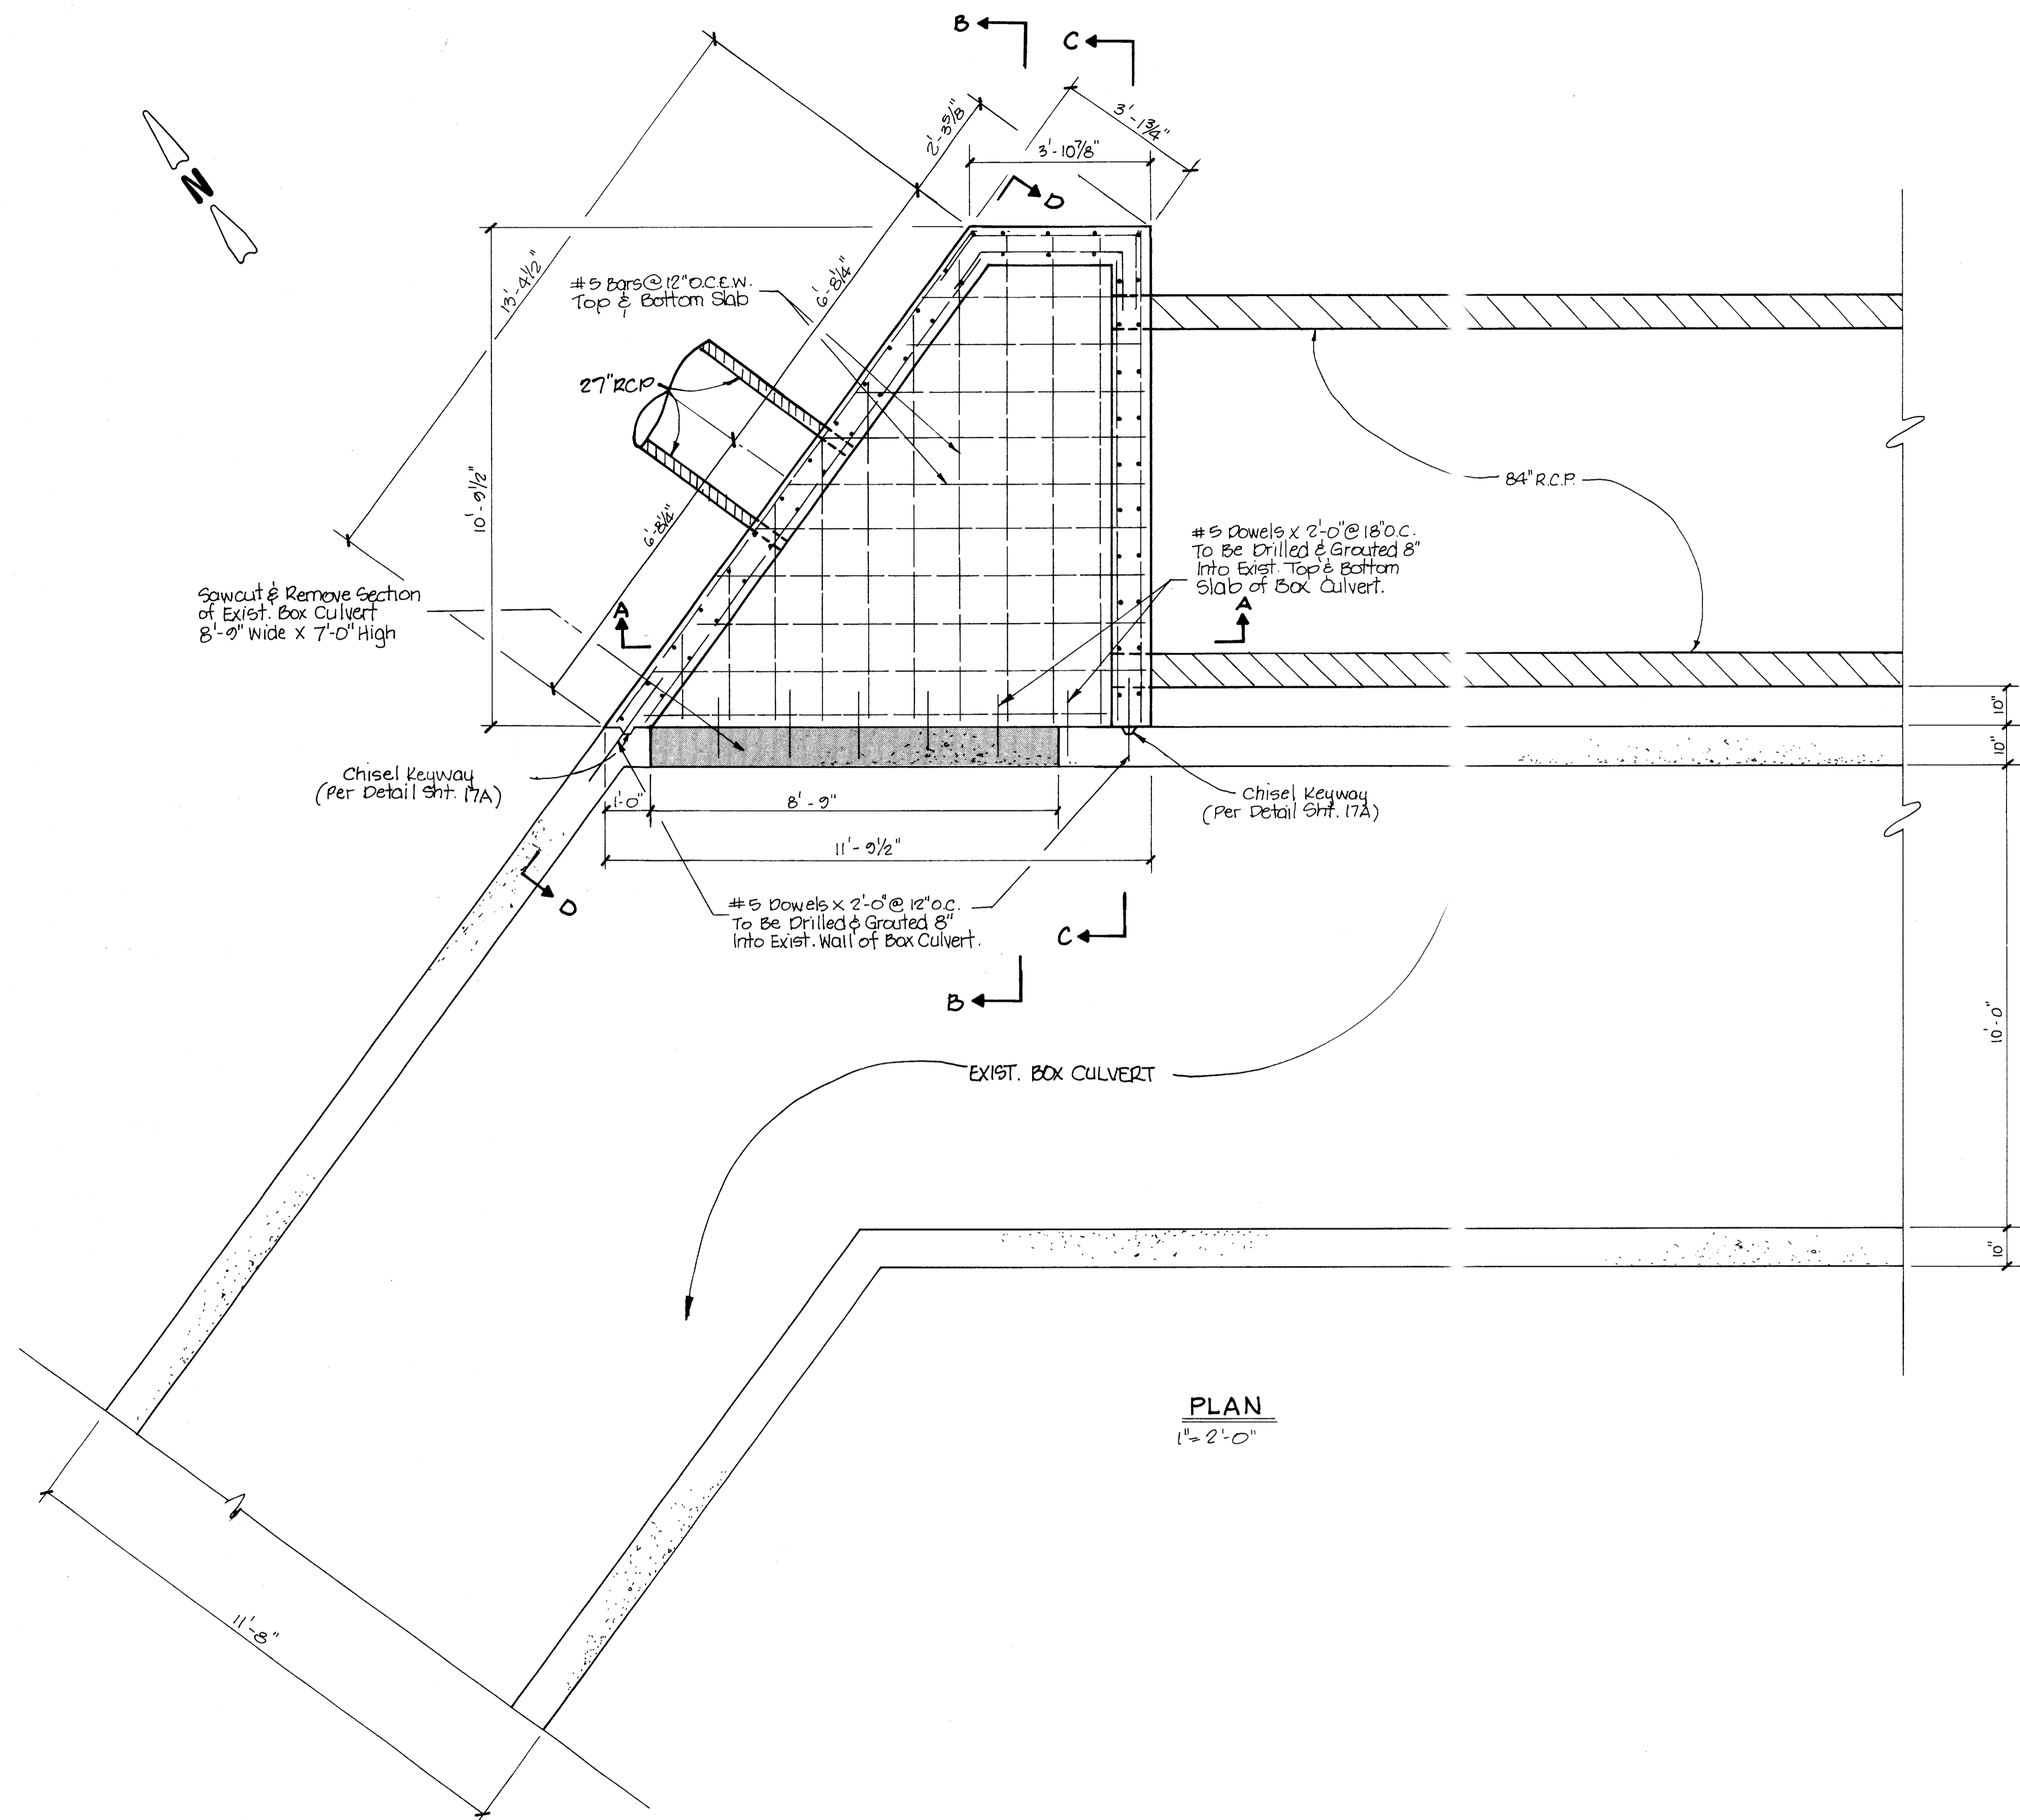 B
C
3'-1 3/4"
2'-3 5/8"
3'-10 7/8"
N
D
13'-4 1/2"
#5 Bars @ 12" O.C.E.W.
Top & Bottom Slab
6'-8 1/4"
27" RCP
10'-9 1/2"
84" R.C.P.
6'-8 1/4"
#5 Dowels x 2'-0" @ 18" O.C.
To Be Drilled & Grouted 8"
Into Exist. Top & Bottom
Slab of Box Culvert.
Sawcut & Remove Section
of Exist. Box Culvert
8'-9" Wide x 7'-0" High
A
A
10"
10"
Chisel Keyway
(Per Detail Sht. 17A)
1'-0"
8'-9"
Chisel Keyway
(Per Detail Sht. 17A)
11'-9 1/2"
D
#5 Dowels x 2'-0" @ 12" O.C.
To Be Drilled & Grouted 8"
Into Exist. Wall of Box Culvert.
C
B
10'-0"
EXIST. BOX CULVERT
10"
PLAN
1" = 2'-0"
11'-8"